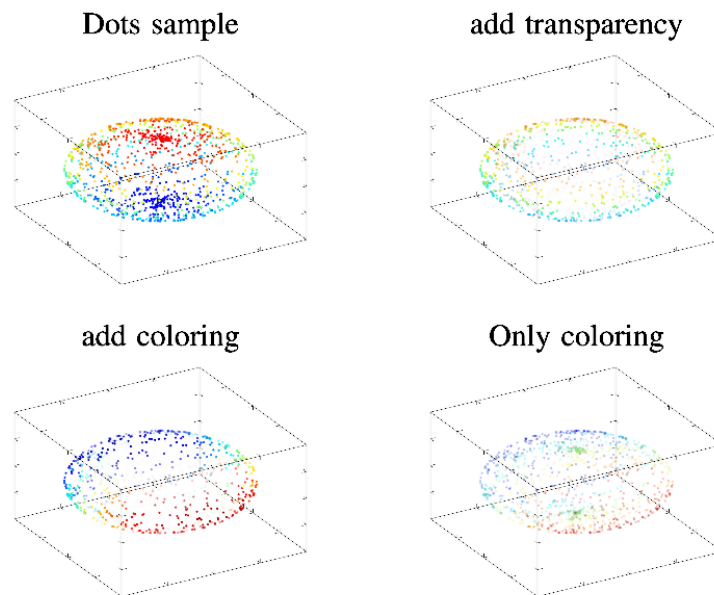 Dots sample
add transparency
add coloring
Only coloring